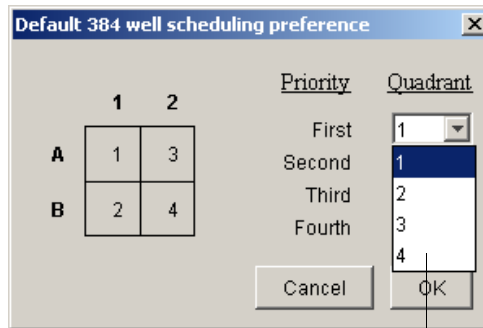 Default 384 well scheduling preference
Priority Quadrant
1 2
First 1
A 1 3
Second 1
2
B 2 4
Third 3
Fourth 4
Cancel OK